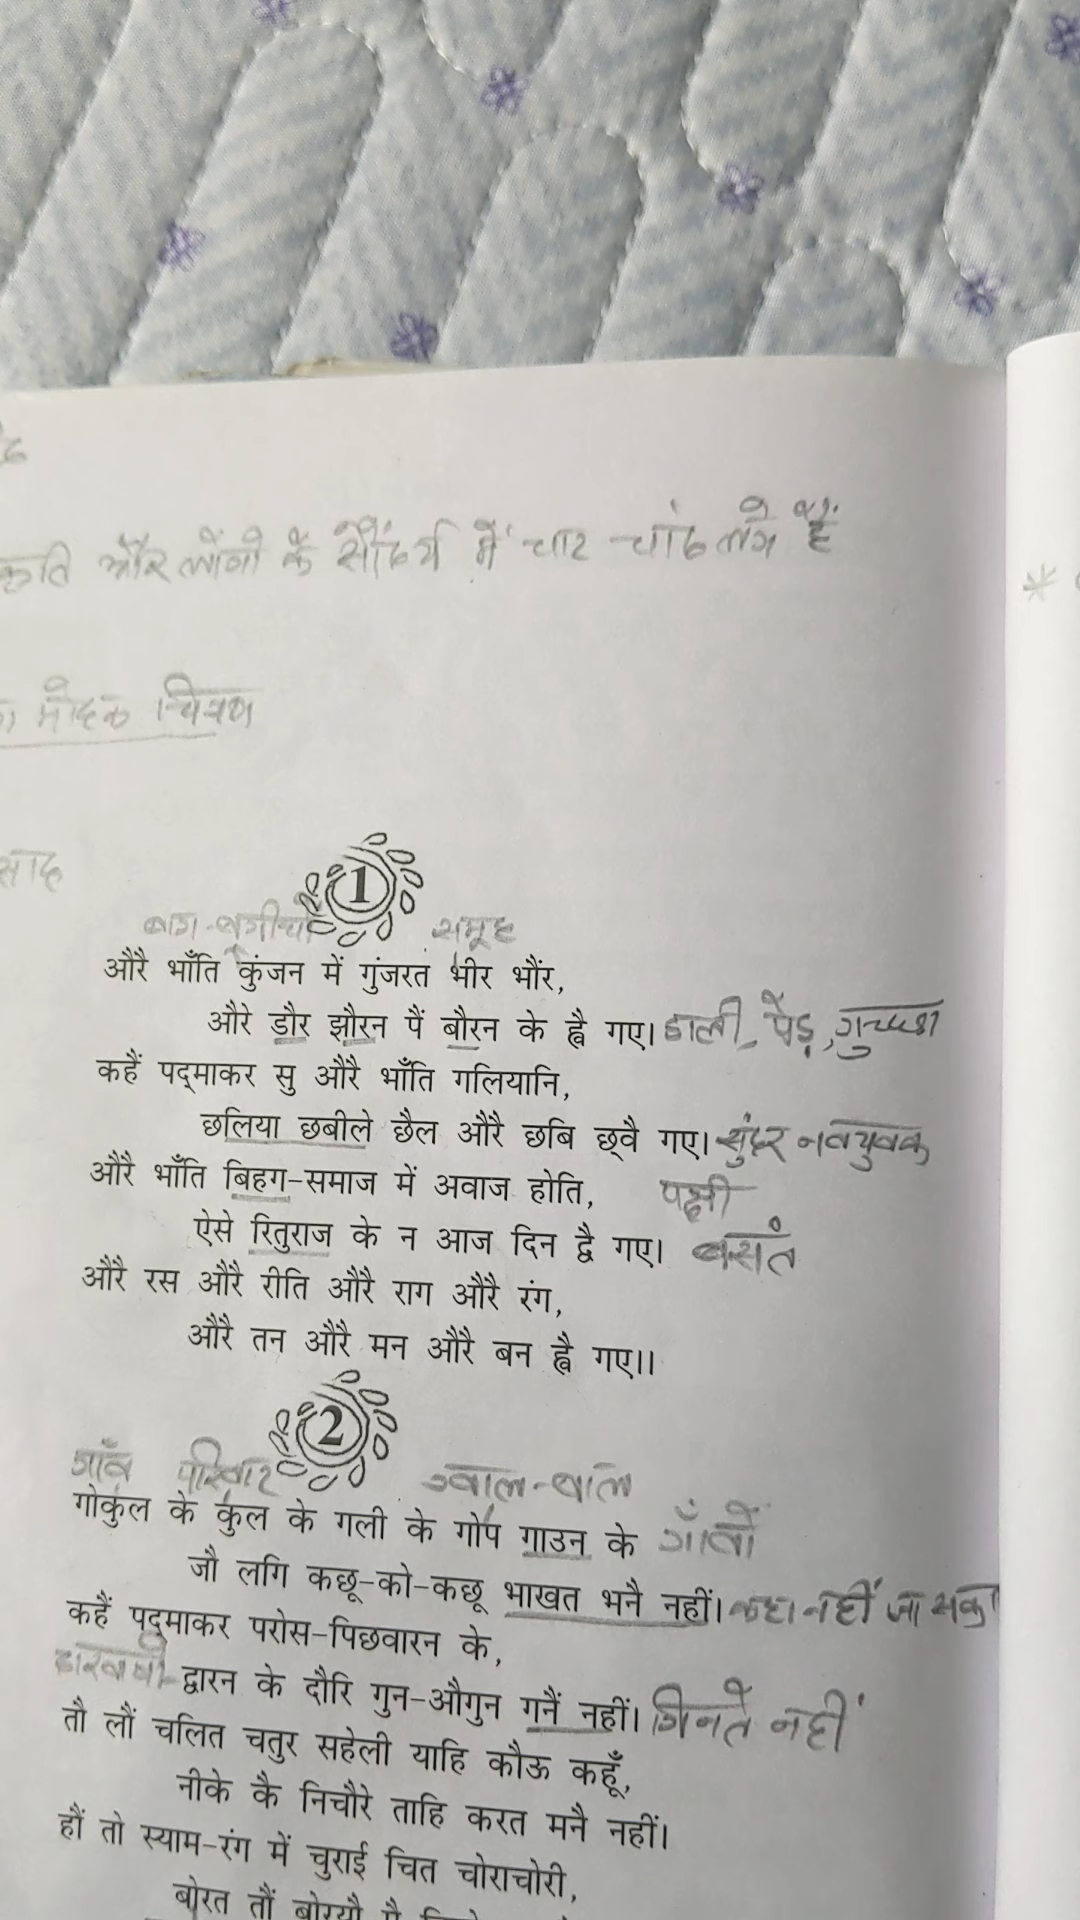 और लोगो के सौंदर्य में चार चांद लगे हैं
मोहक चित्रण
1
बाग-बगीचो समूह
औरै भाँति कुंजन में गुंजरत भीर भौंर,
औरे डौर झौरन पैं बौरन के ह्वै गए। डाली, पेड़, गुच्छा
कहैं पद्माकर सु औरै भाँति गलियानि,
छलिया छबीले छैल औरै छबि छ्वै गए। सुंदर नवयुवक
औरै भाँति बिहग-समाज में अवाज होति, पक्षी
ऐसे रितुराज के न आज दिन द्वै गए। बसंत
औरै रस औरै रीति औरै राग औरै रंग,
औरै तन औरै मन औरै बन ह्वै गए।।
2
गाँव परिवार ग्वाल-बाल
गोकुल के कुल के गली के गोप गाउन के गाँवों
जौ लगि कछू-को-कछू भाखत भनै नहीं। कहा नहीं जा सका
कहैं पद्माकर परोस-पिछवारन के,
द्वारन के दौरि गुन-औगुन गनैं नहीं। गिनते नहीं
तौ लौं चलित चतुर सहेली याहि कौऊ कहूँ,
नीके कै निचौरे ताहि करत मनै नहीं।
हौं तो स्याम-रंग में चुराई चित चोराचोरी,
बोरत तौं बोरयौ